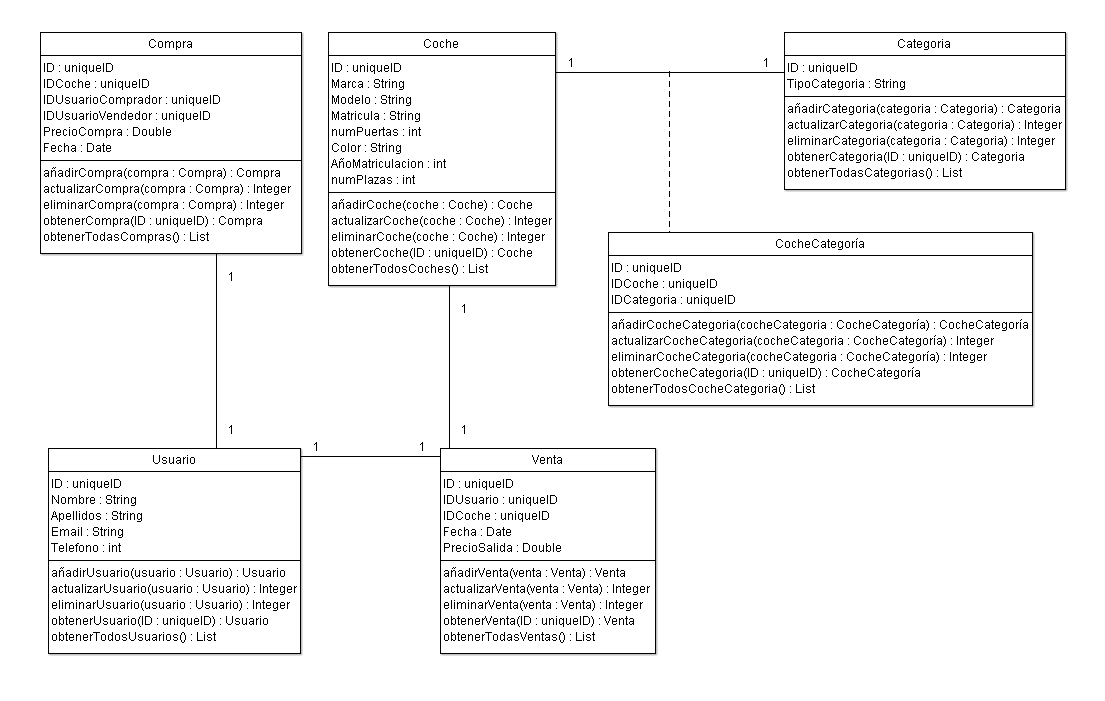 Compra
ID : uniqueID
IDCoche : uniqueID
IDUsuarioComprador : uniqueID
IDUsuarioVendedor : uniqueID
PrecioCompra : Double
Fecha : Date
añadirCompra(compra : Compra) : Compra
actualizarCompra(compra : Compra) : Integer
eliminarCompra(compra : Compra) : Integer
obtenerCompra(ID : uniqueID) : Compra
obtenerTodasCompras() : List
Coche
ID : uniqueID
Marca : String
Modelo : String
Matricula : String
numPuertas : int
Color : String
AñoMatriculacion : int
numPlazas : int
añadirCoche(coche : Coche) : Coche
actualizarCoche(coche : Coche) : Integer
eliminarCoche(coche : Coche) : Integer
obtenerCoche(ID : uniqueID) : Coche
obtenerTodosCoches() : List
1
1
Categoria
ID : uniqueID
TipoCategoria : String
añadirCategoria(categoria : Categoria) : Categoria
actualizarCategoria(categoria : Categoria) : Integer
eliminarCategoria(categoria : Categoria) : Integer
obtenerCategoria(ID : uniqueID) : Categoria
obtenerTodasCategorias() : List
CocheCategoría
ID : uniqueID
IDCoche : uniqueID
IDCategoria : uniqueID
añadirCocheCategoria(cocheCategoria : CocheCategoría) : CocheCategoría
actualizarCocheCategoria(cocheCategoria : CocheCategoría) : Integer
eliminarCocheCategoria(cocheCategoria : CocheCategoría) : Integer
obtenerCocheCategoria(ID : uniqueID) : CocheCategoría
obtenerTodosCocheCategoria() : List
1
1
1
1
1
1
Usuario
ID : uniqueID
Nombre : String
Apellidos : String
Email : String
Telefono : int
añadirUsuario(usuario : Usuario) : Usuario
actualizarUsuario(usuario : Usuario) : Integer
eliminarUsuario(usuario : Usuario) : Integer
obtenerUsuario(ID : uniqueID) : Usuario
obtenerTodosUsuarios() : List
Venta
ID : uniqueID
IDUsuario : uniqueID
IDCoche : uniqueID
Fecha : Date
PrecioSalida : Double
añadirVenta(venta : Venta) : Venta
actualizarVenta(venta : Venta) : Integer
eliminarVenta(venta : Venta) : Integer
obtenerVenta(ID : uniqueID) : Venta
obtenerTodasVentas() : List